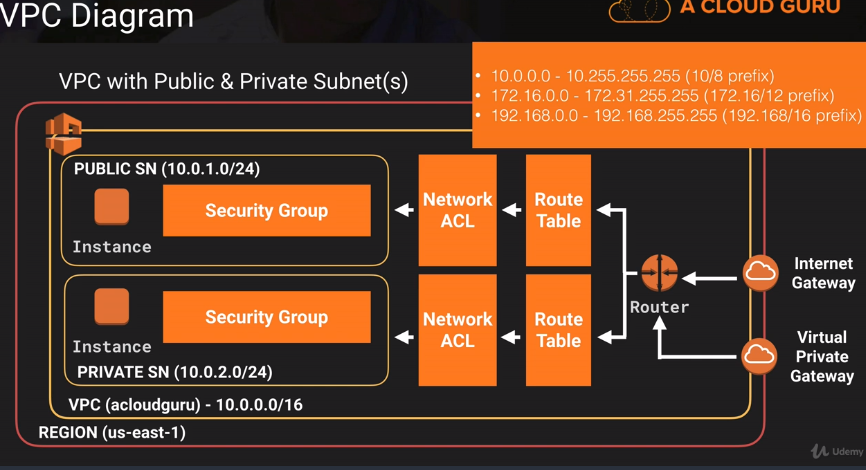 VPC Diagram
A CLOUD GURU
VPC with Public & Private Subnet(s)
• 10.0.0.0 - 10.255.255.255 (10/8 prefix)
• 172.16.0.0 - 172.31.255.255 (172.16/12 prefix)
• 192.168.0.0 - 192.168.255.255 (192.168/16 prefix)
PUBLIC SN (10.0.1.0/24)
Security Group
Instance
Network
ACL
Route
Table
Internet
Gateway
Router
Security Group
Instance
PRIVATE SN (10.0.2.0/24)
Network
ACL
Route
Table
Virtual
Private
Gateway
VPC (acloudguru) - 10.0.0.0/16
REGION (us-east-1)
Udemy